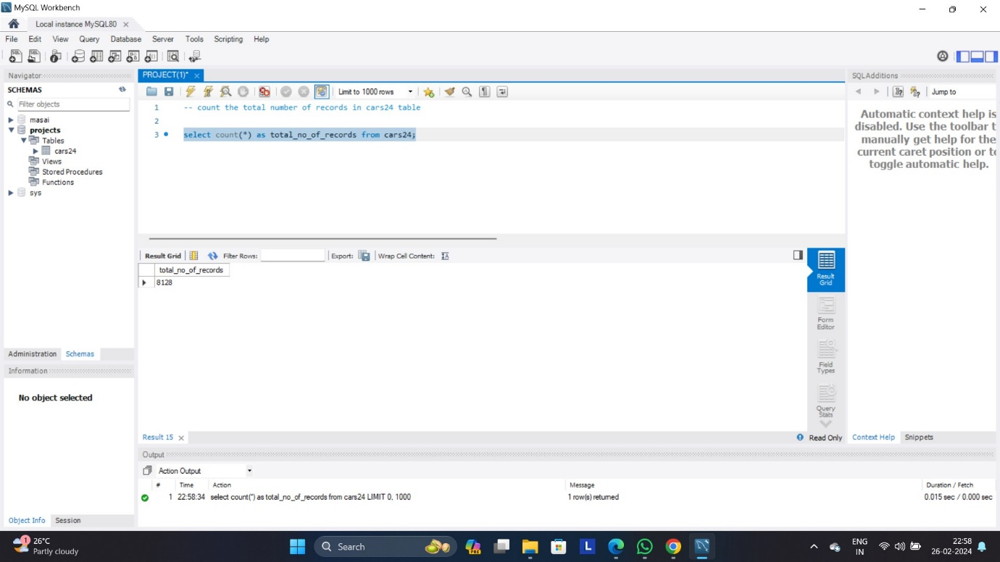 MySQL Workbench
Local instance MySQL80
File Edit View Query Database Server Tools Scripting Help
Navigator
SCHEMAS
Filter objects
masai
projects
Tables
cars24
Views
Stored Procedures
Functions
sys
Administration Schemas
Information
No object selected
Object Info Session
PROJECT(1)*
Limit to 1000 rows
1 -- count the total number of records in cars24 table
2
3 select count(*) as total_no_of_records from cars24;
Result Grid Filter Rows: Export: Wrap Cell Content:
total_no_of_records
8128
Result Grid
Form Editor
Field Types
Query Stats
Result 15
Read Only
Output
Action Output
# Time Action Message Duration / Fetch
1 22:58:34 select count(*) as total_no_of_records from cars24 LIMIT 0, 1000 1 row(s) returned 0.015 sec / 0.000 sec
SQLAdditions
Jump to
Automatic context help is
disabled. Use the toolbar t
manually get help for the
current caret position or to
toggle automatic help.
Context Help Snippets
1
26°C
Partly cloudy
Search
PRE
L
ENG
IN
22:58
26-02-2024